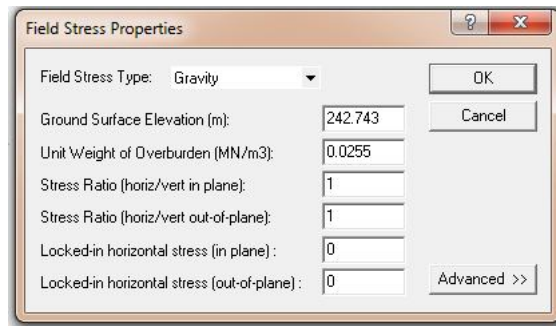 Field Stress Properties
Field Stress Type: Gravity OK
Ground Surface Elevation (m): 242.743 Cancel
Unit Weight of Overburden (MN/m3): 0.0255
Stress Ratio (horiz/vert in plane): 1
Stress Ratio (horiz/vert out-of-plane): 1
Locked-in horizontal stress (in plane) : 0
Locked-in horizontal stress (out-of-plane) : 0 Advanced >>